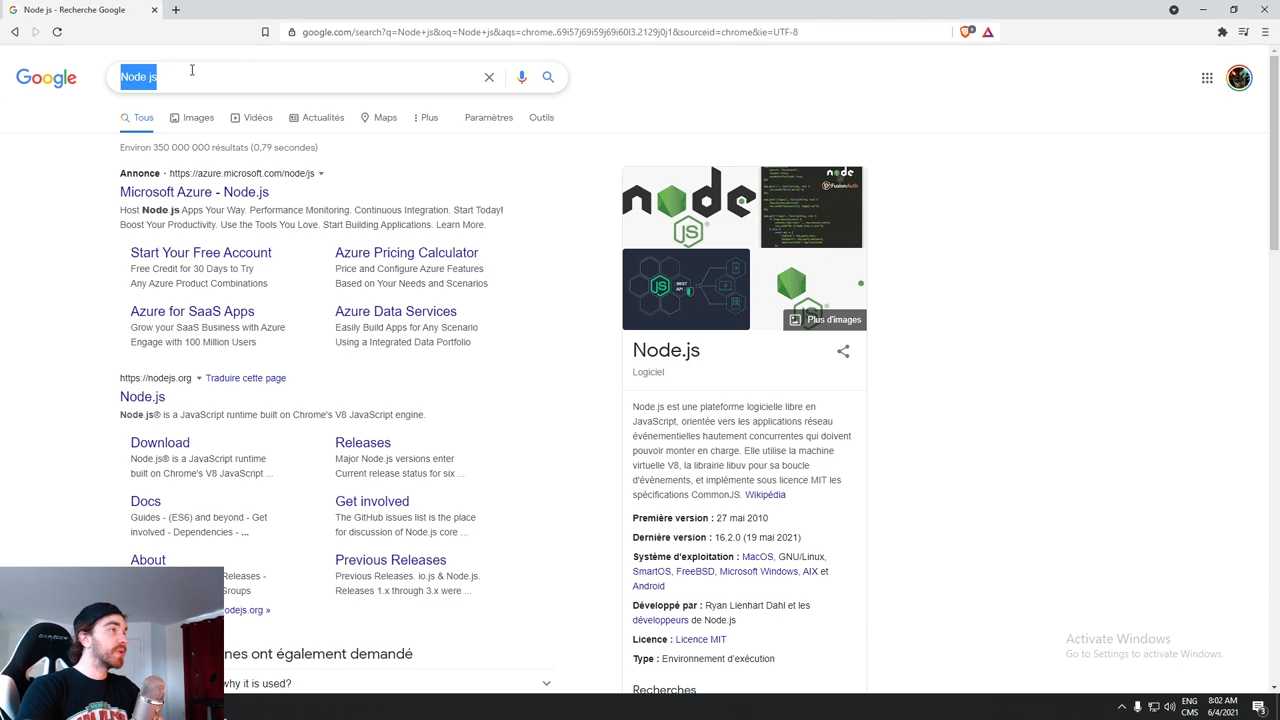 Node js - Recherche Google
google.com/search?q=Node+js&oq=Node+js&aqs=chrome..69i57j69i59j69i60l3.2129j0j1&sourceid=chrome&ie=UTF-8
Google
Node js
Tous
Images
Vidéos
Actualités
Maps
Plus
Paramètres
Outils
Environ 350 000 000 résultats (0,79 secondes)
Annonce · https://azure.microsoft.com/node/js
Microsoft Azure - Node.js
Host Node js Apps Your Way. Performance Monitoring. Continuous Integration. Start Today!
Boost Your Productivity. Use Tools You Love. Start Exploring Applications. Learn More.
Start Your Free Account
Free Credit for 30 Days to Try
Any Azure Product Combinations
Azure Pricing Calculator
Price and Configure Azure Features
Based on Your Needs and Scenarios
Azure for SaaS Apps
Grow your SaaS Business with Azure
Engage with 100 Million Users
Azure Data Services
Easily Build Apps for Any Scenario
Using a Integrated Data Portfolio
https://nodejs.org
Traduire cette page
Node.js
Node.js® is a JavaScript runtime built on Chrome's V8 JavaScript engine.
Download
Node.js® is a JavaScript runtime
built on Chrome's V8 JavaScript ...
Releases
Major Node.js versions enter
Current release status for six ...
Docs
Guides - (ES6) and beyond - Get
involved - Dependencies - ...
Get involved
The GitHub issues list is the place
for discussion of Node.js core ...
About
Releases -
Groups
Previous Releases
Previous Releases. io.js & Node.js.
Releases 1.x through 3.x were ...
odejs.org »
nes ont également demandé
why it is used?
node
JS
node
FusionAuth
JS
REST
API
JS
Plus d'images
Node.js
Logiciel
Node.js est une plateforme logicielle libre en
JavaScript, orientée vers les applications réseau
événementielles hautement concurrentes qui doivent
pouvoir monter en charge. Elle utilise la machine
virtuelle V8, la librairie libuv pour sa boucle
d'évènements, et implémente sous licence MIT les
spécifications CommonJS. Wikipédia
Première version : 27 mai 2010
Dernière version : 16.2.0 (19 mai 2021)
Système d'exploitation : MacOS, GNU/Linux,
SmartOS, FreeBSD, Microsoft Windows, AIX et
Android
Développé par : Ryan Lienhart Dahl et les
développeurs de Node.js
Licence : Licence MIT
Type : Environnement d'exécution
Recherches
Activate Windows
Go to Settings to activate Windows.
ENG
CMS
8:02 AM
6/4/2021